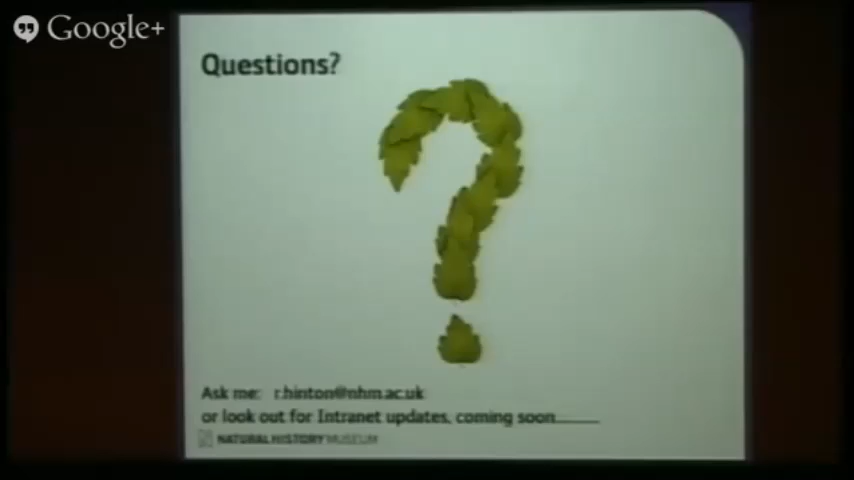 Google+
Questions?
Ask me: r.hinton@nhm.ac.uk
or look out for Intranet updates, coming soon..........
NATURAL HISTORY MUSEUM